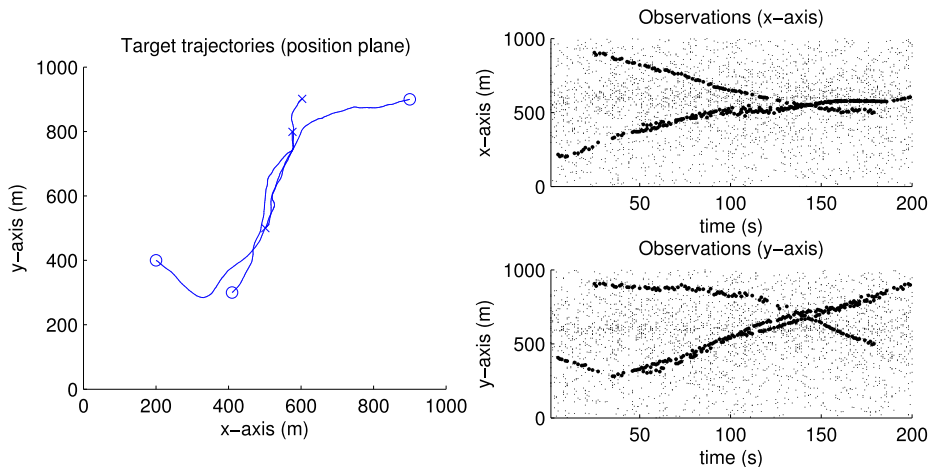 Target trajectories (position plane)
1000
800
600
400
200
0
0 200 400 600 800 1000
x-axis (m)
y-axis (m)
Observations (x-axis)
1000
500
0
50 100 150 200
time (s)
x-axis (m)
Observations (y-axis)
1000
500
0
50 100 150 200
time (s)
y-axis (m)